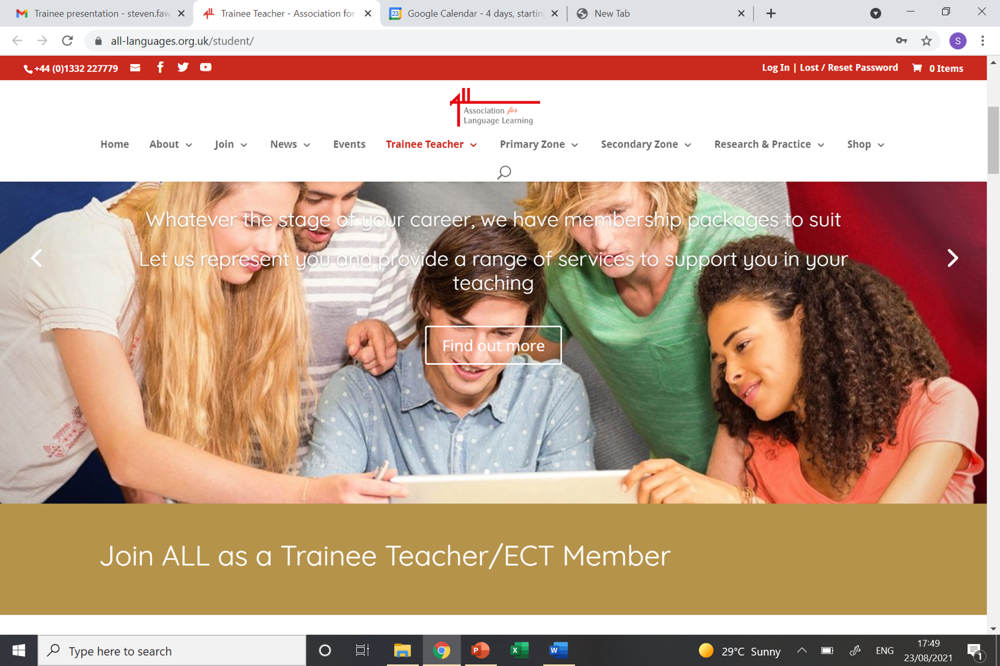 Trainee presentation - steven.faw
Trainee Teacher - Association for
23
Google Calendar - 4 days, startin
New Tab
all-languages.org.uk/student/
S
+44 (0)1332 227779
Log In | Lost / Reset Password
0 Items
Association for
Language Learning
Home
About
Join
News
Events
Trainee Teacher
Primary Zone
Secondary Zone
Research & Practice
Shop
Whatever the stage of your career, we have membership packages to suit
Let us represent you and provide a range of services to support you in your
teaching
Find out more
Join ALL as a Trainee Teacher/ECT Member
Type here to search
29°C Sunny
ENG
17:49
23/08/2021
1